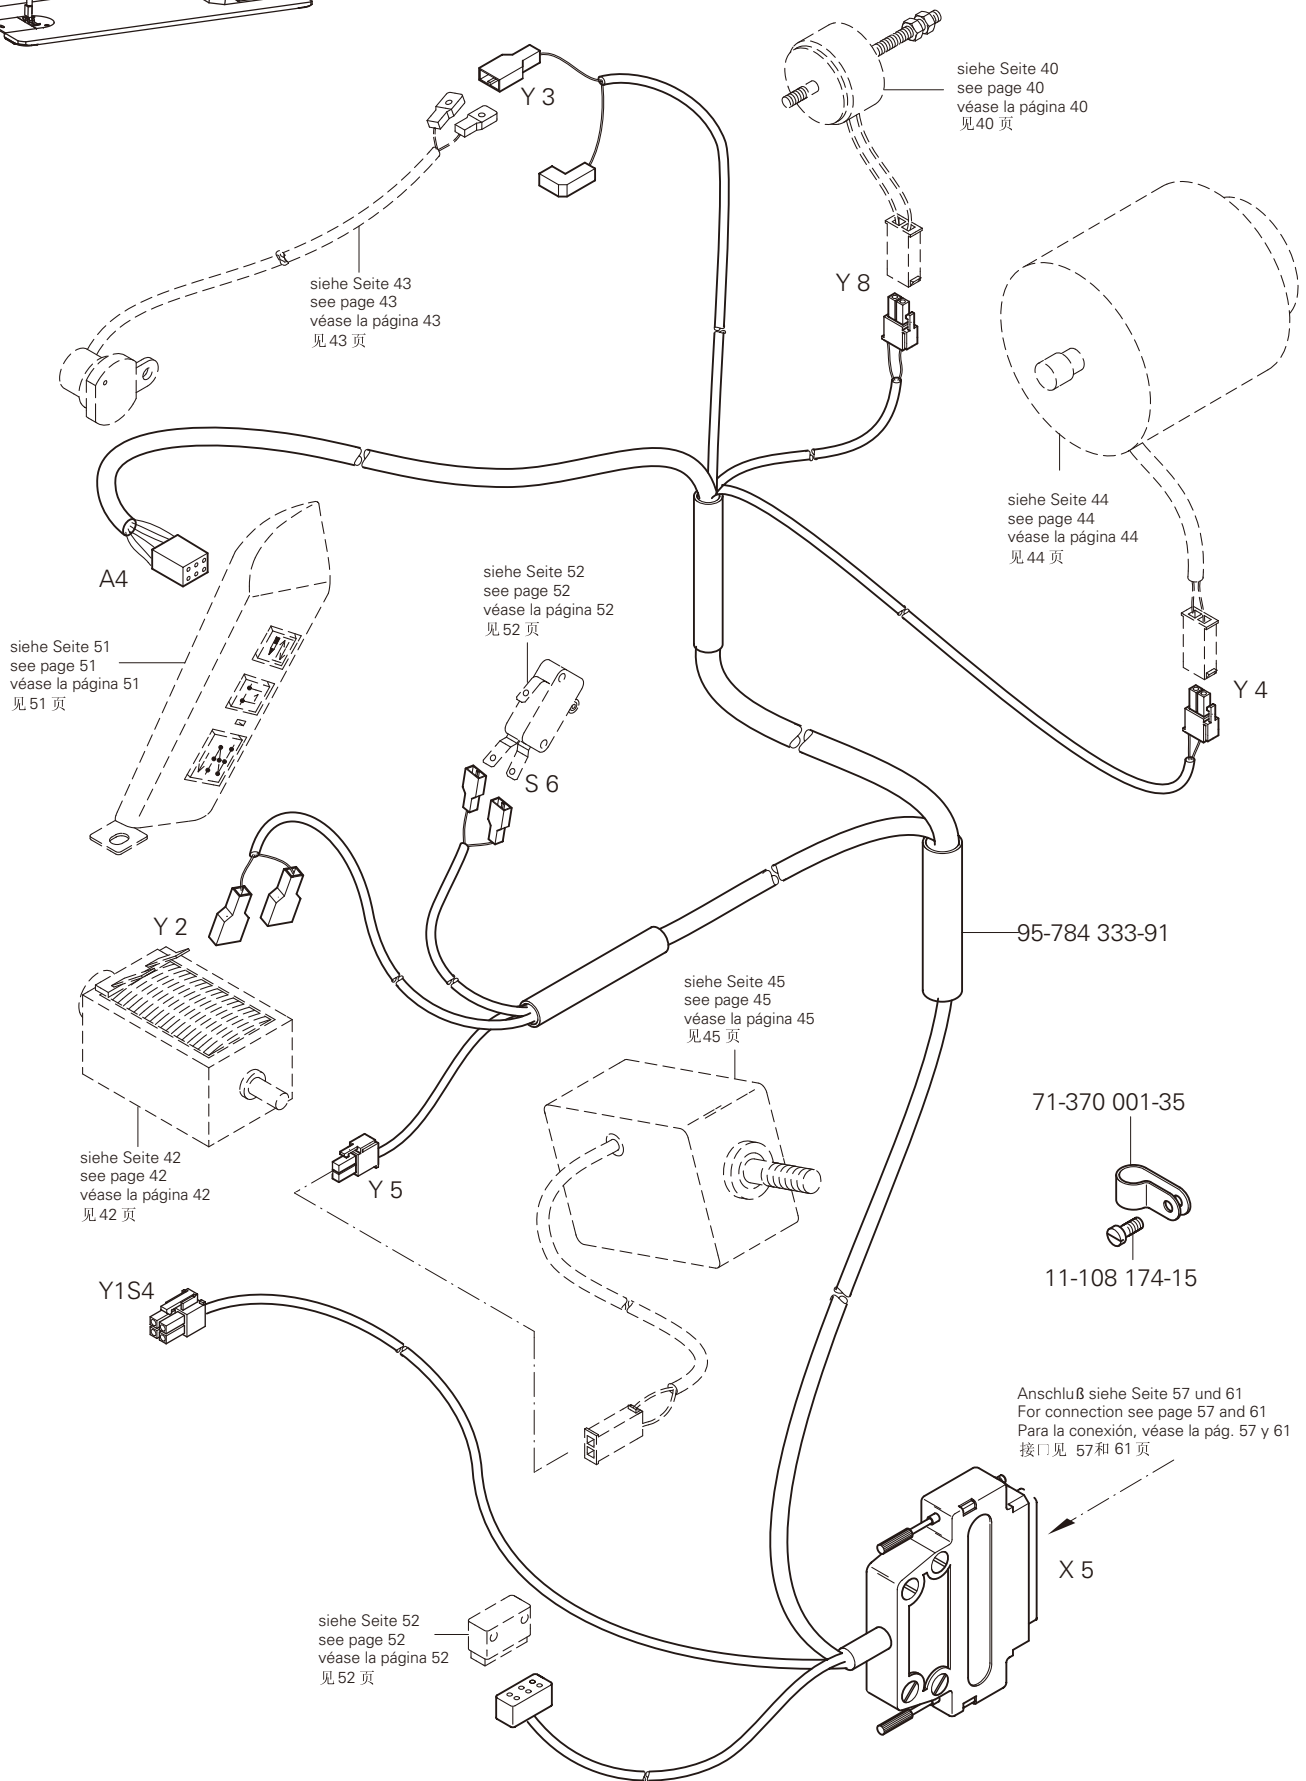 Y 3
siehe Seite 40
see page 40
véase la página 40
见40 页
siehe Seite 43
see page 43
véase la página 43
见43 页
Y 8
siehe Seite 44
see page 44
véase la página 44
见44 页
A4
siehe Seite 52
see page 52
véase la página 52
见52 页
siehe Seite 51
see page 51
véase la página 51
见51 页
Y 4
S 6
Y 2
95-784 333-91
siehe Seite 45
see page 45
véase la página 45
见45 页
71-370 001-35
siehe Seite 42
see page 42
véase la página 42
见42 页
Y 5
11-108 174-15
Y1S4
Anschluß siehe Seite 57 und 61
For connection see page 57 and 61
Para la conexión, véase la pág. 57 y 61
接口见 57和 61 页
X 5
siehe Seite 52
see page 52
véase la página 52
见52 页